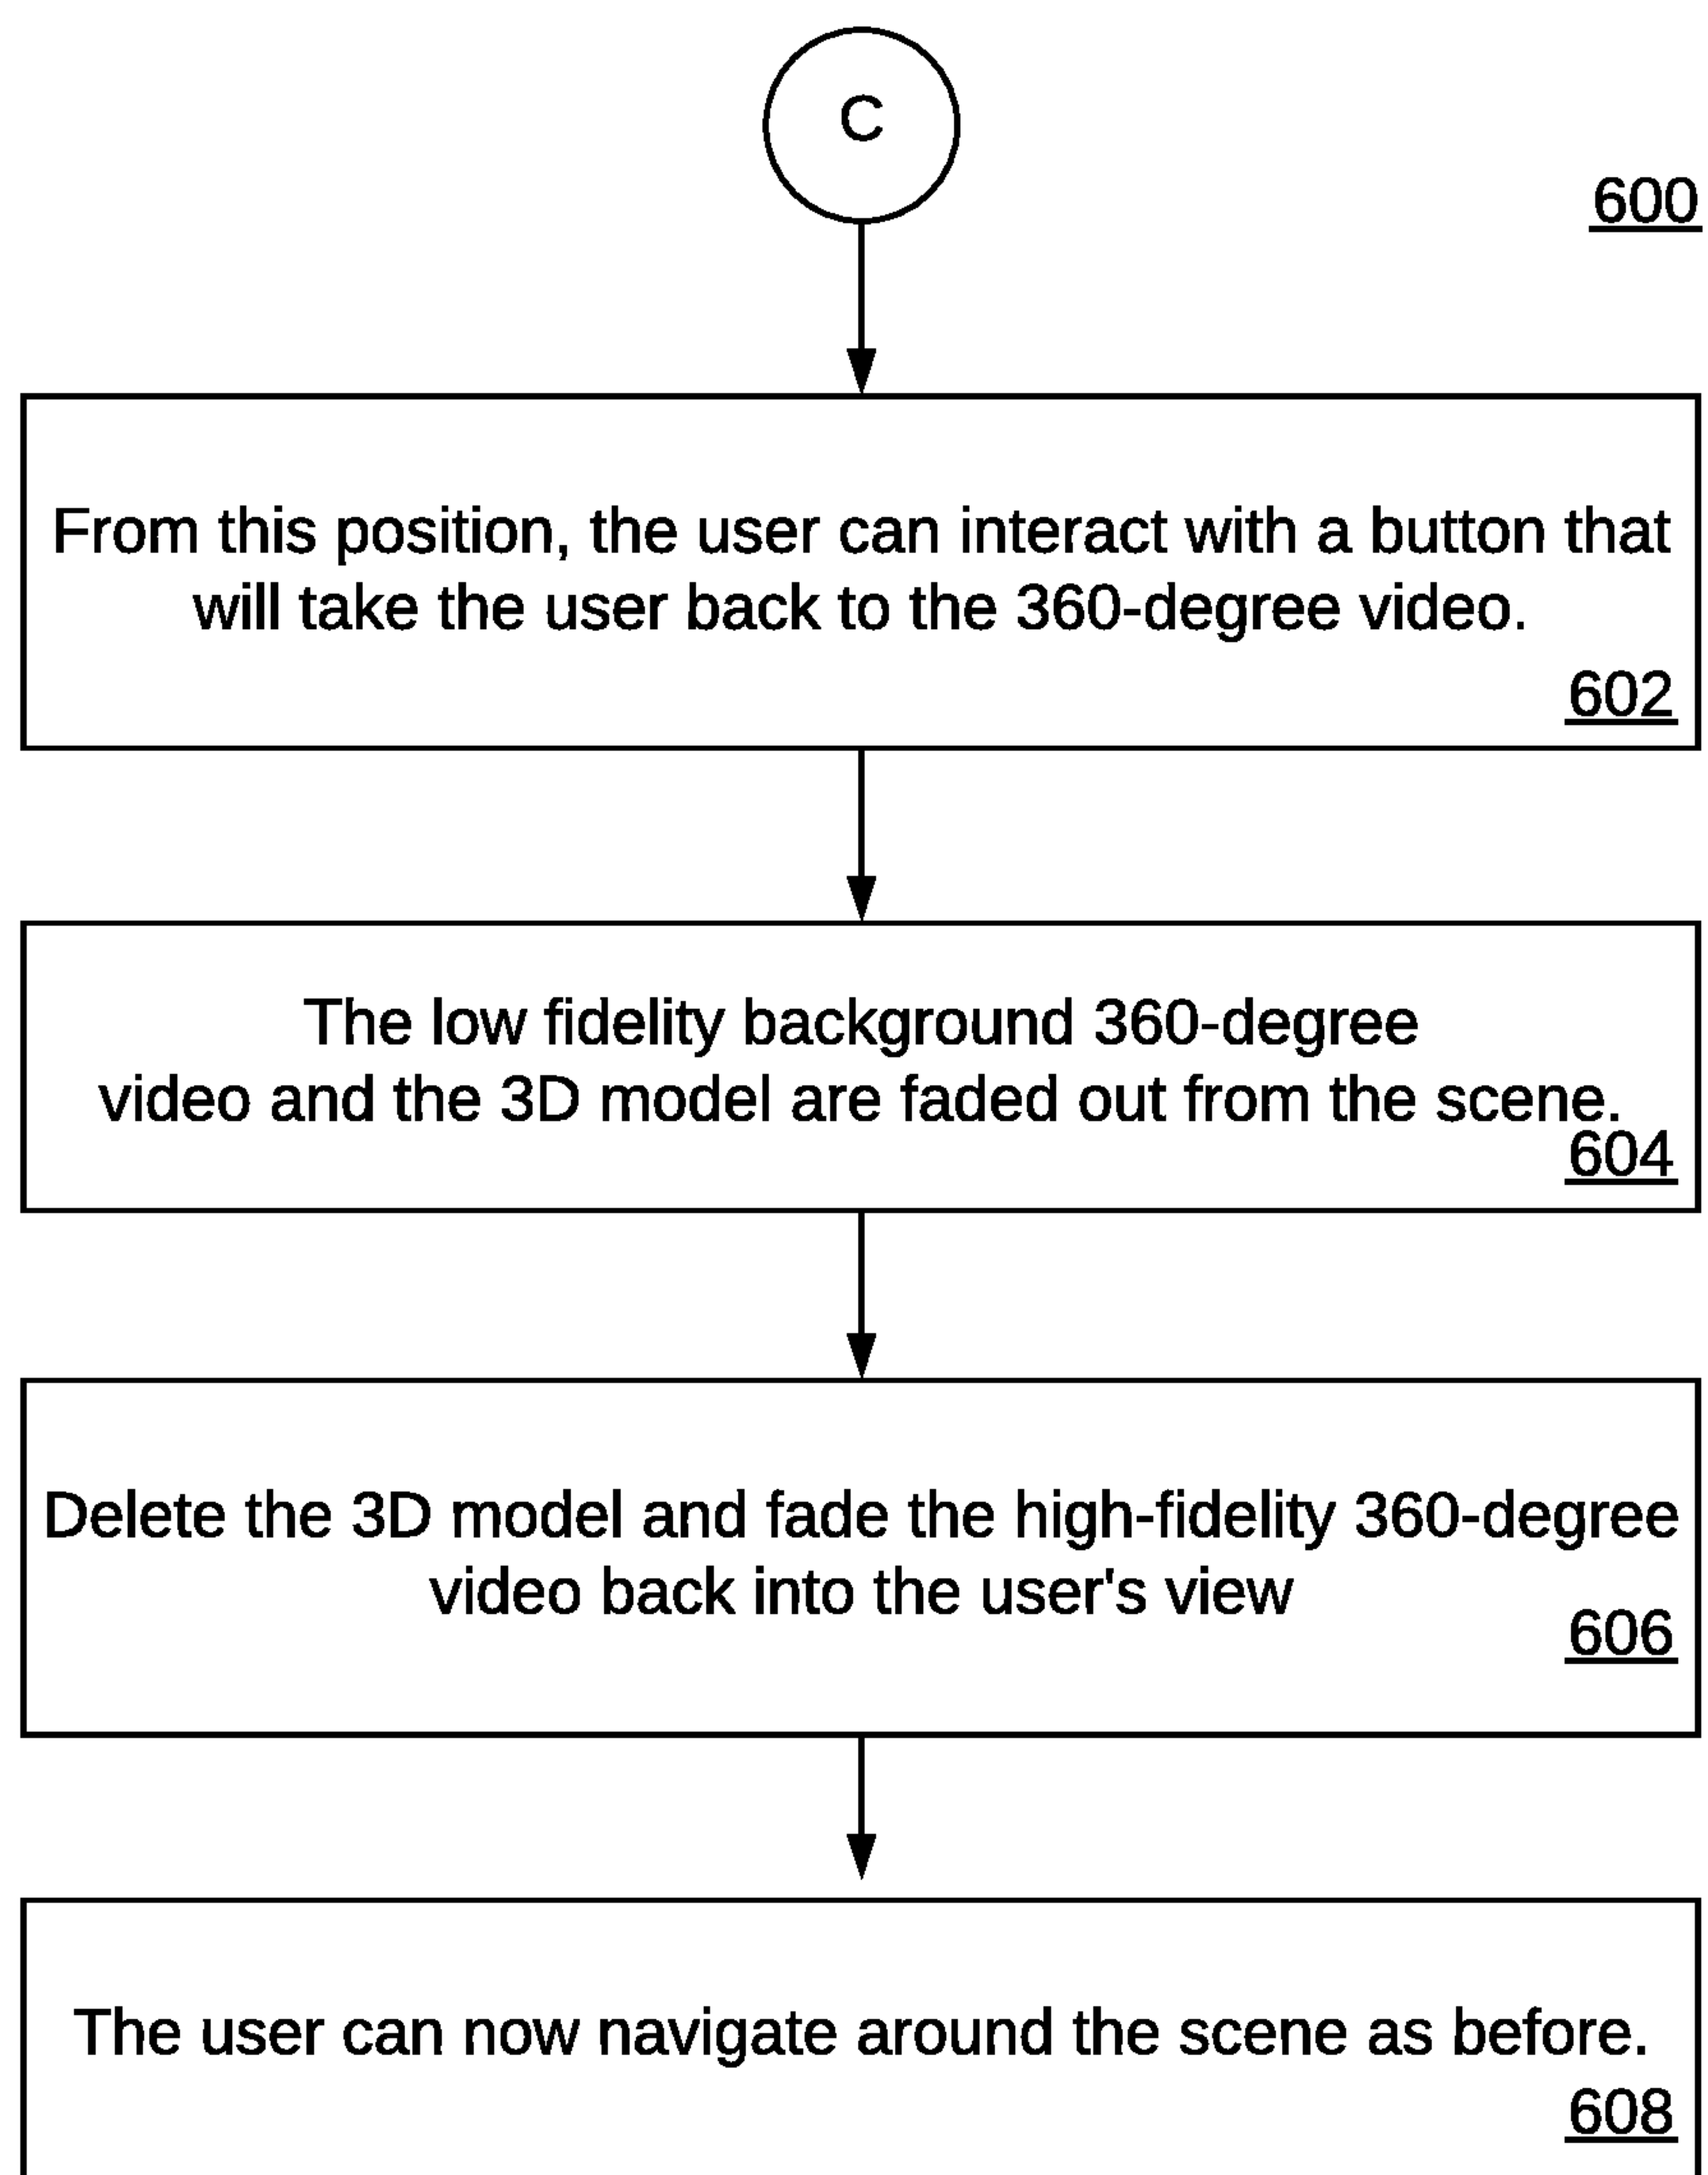 C
600
From this position, the user can interact with a button that
will take the user back to the 360-degree video.
602
The low fidelity background 360-degree
video and the 3D model are faded out from the scene.
604
Delete the 3D model and fade the high-fidelity 360-degree
video back into the user's view
606
The user can now navigate around the scene as before.
608